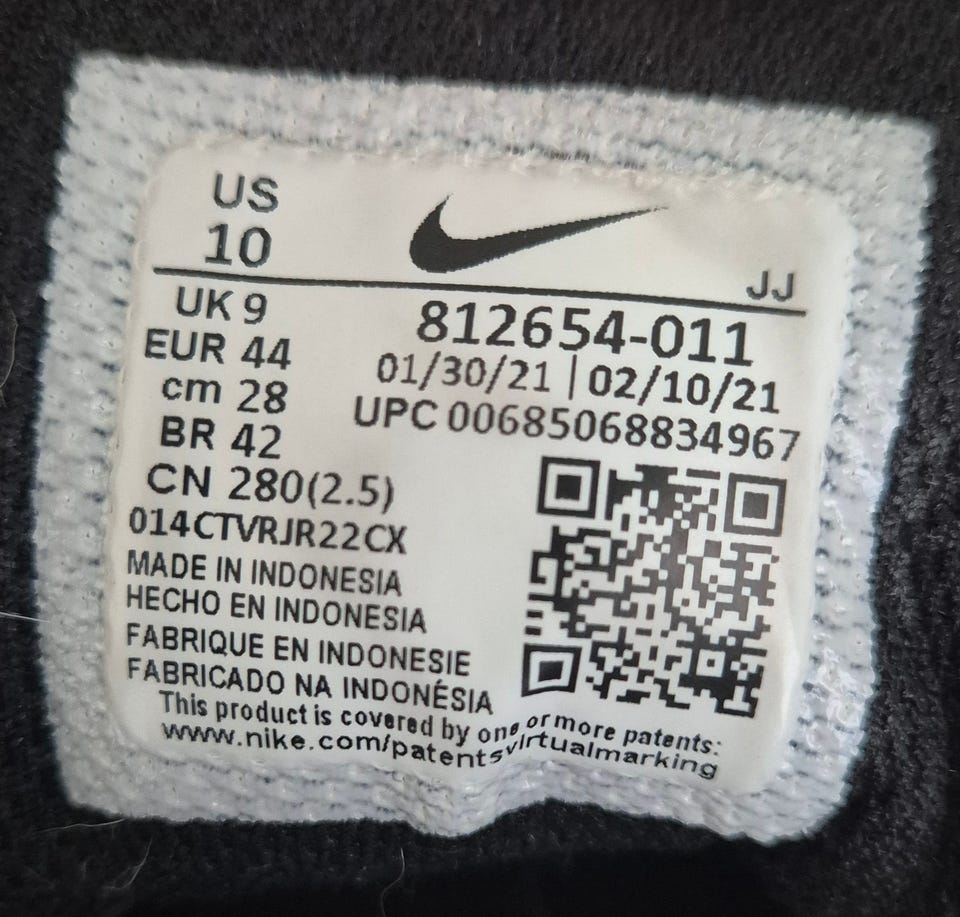 US
10
JJ
UK 9
812654-011
EUR 44
01/30/21 | 02/10/21
cm 28
UPC 00685068834967
BR 42
CN 280(2.5)
014CTVRJR22CX
MADE IN INDONESIA
HECHO EN INDONESIA
FABRIQUE EN INDONESIE
FABRICADO NA INDONÉSIA
This product is covered by one or more patents:
www.nike.com/patentsvirtualmarking